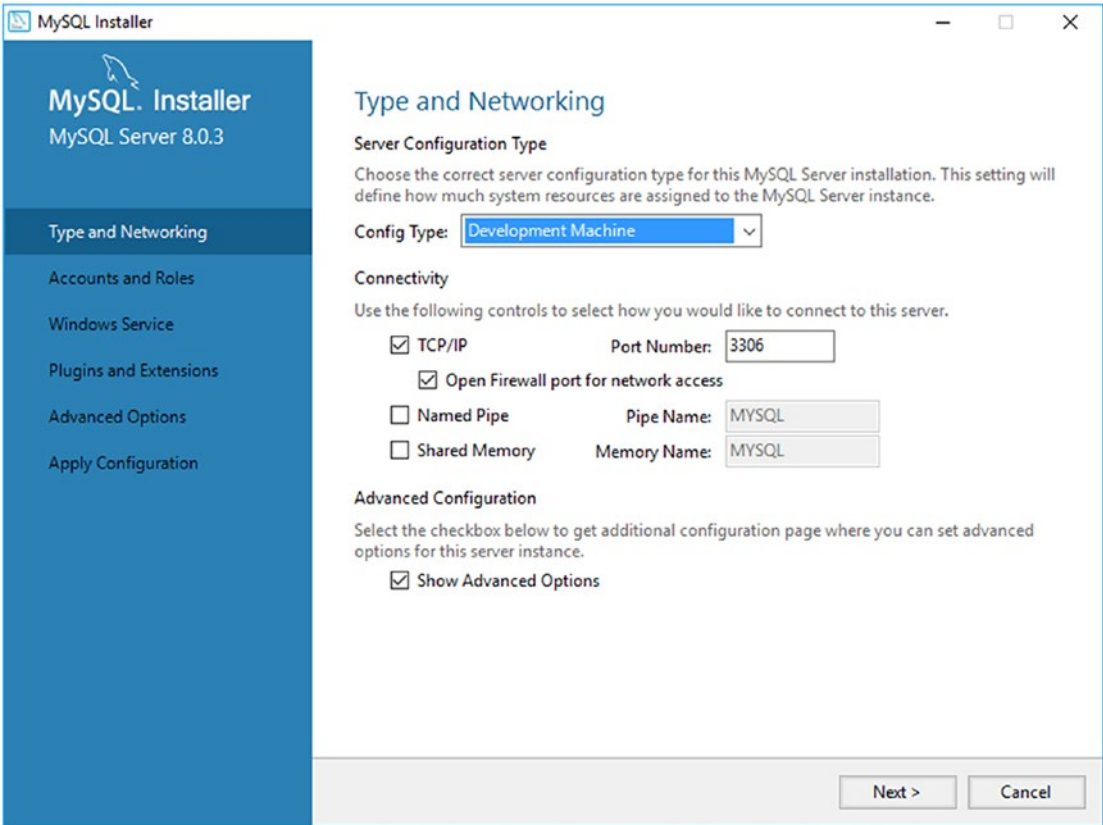 MySQL Installer
MySQL. Installer
MySQL Server 8.0.3
Type and Networking
Accounts and Roles
Windows Service
Plugins and Extensions
Advanced Options
Apply Configuration
Type and Networking
Server Configuration Type
Choose the correct server configuration type for this MySQL Server installation. This setting will
define how much system resources are assigned to the MySQL Server instance.
Config Type: Development Machine
Connectivity
Use the following controls to select how you would like to connect to this server.
TCP/IP Port Number: 3306
Open Firewall port for network access
Named Pipe Pipe Name: MYSQL
Shared Memory Memory Name: MYSQL
Advanced Configuration
Select the checkbox below to get additional configuration page where you can set advanced
options for this server instance.
Show Advanced Options
Next > Cancel